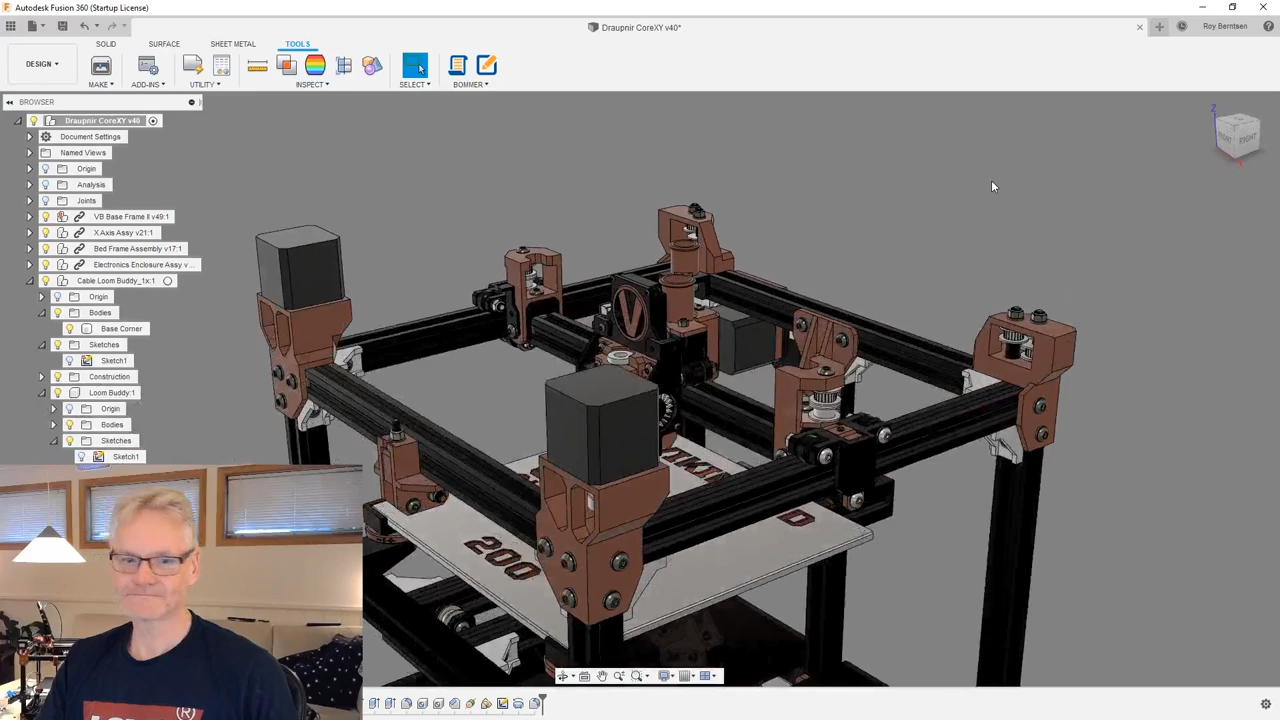 Autodesk Fusion 360 (Startup License)
Draupnir CoreXY v40*
Roy Berntsen
SOLID SURFACE SHEET METAL TOOLS
DESIGN
MAKE ADD-INS UTILITY INSPECT SELECT BOMMER
BROWSER
Draupnir CoreXY v40
Document Settings
Named Views
Origin
Analysis
Joints
VB Base Frame II v49:1
X Axis Assy v21:1
Bed Frame Assembly v17:1
Electronics Enclosure Assy v...
Cable Loom Buddy_1x:1
Origin
Bodies
Base Corner
Sketches
Sketch1
Construction
Loom Buddy:1
Origin
Bodies
Sketches
Sketch1
Z
RIGHT
V
200
D